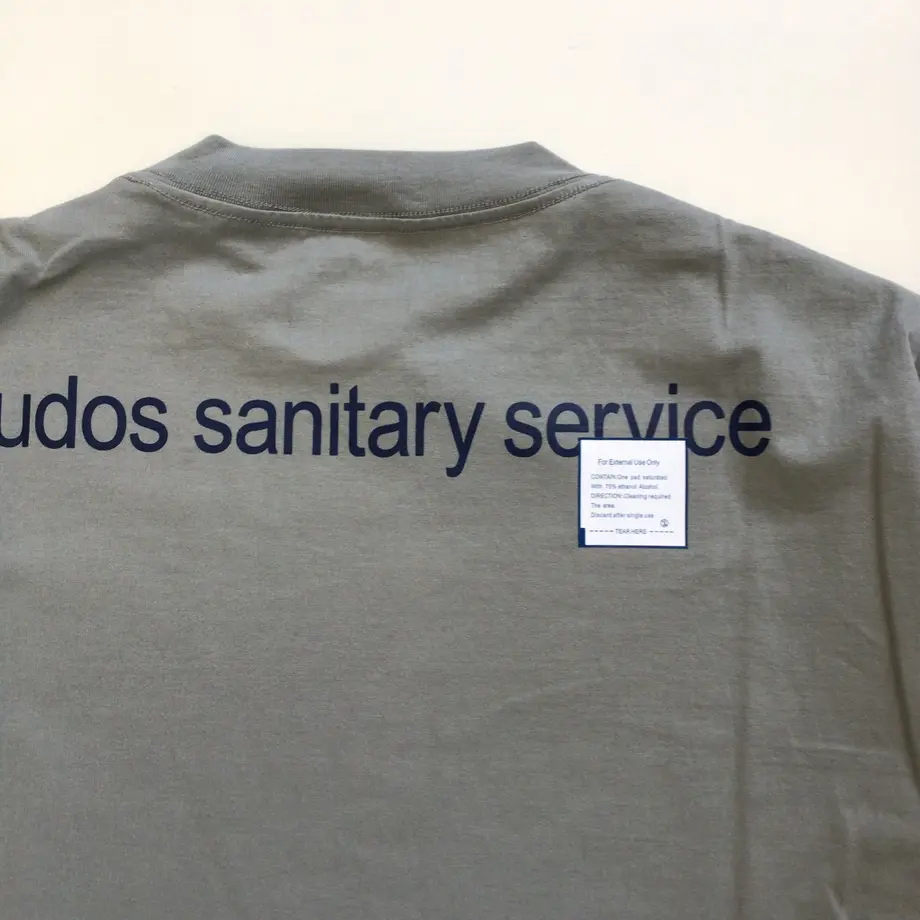 udos sanitary service
For External Use Only
CONTAIN:One pad saturated
With 75% ethanol Alcohol.
DIRECTION:Cleaning required
The area.
Discard after single use
TEAR HERE